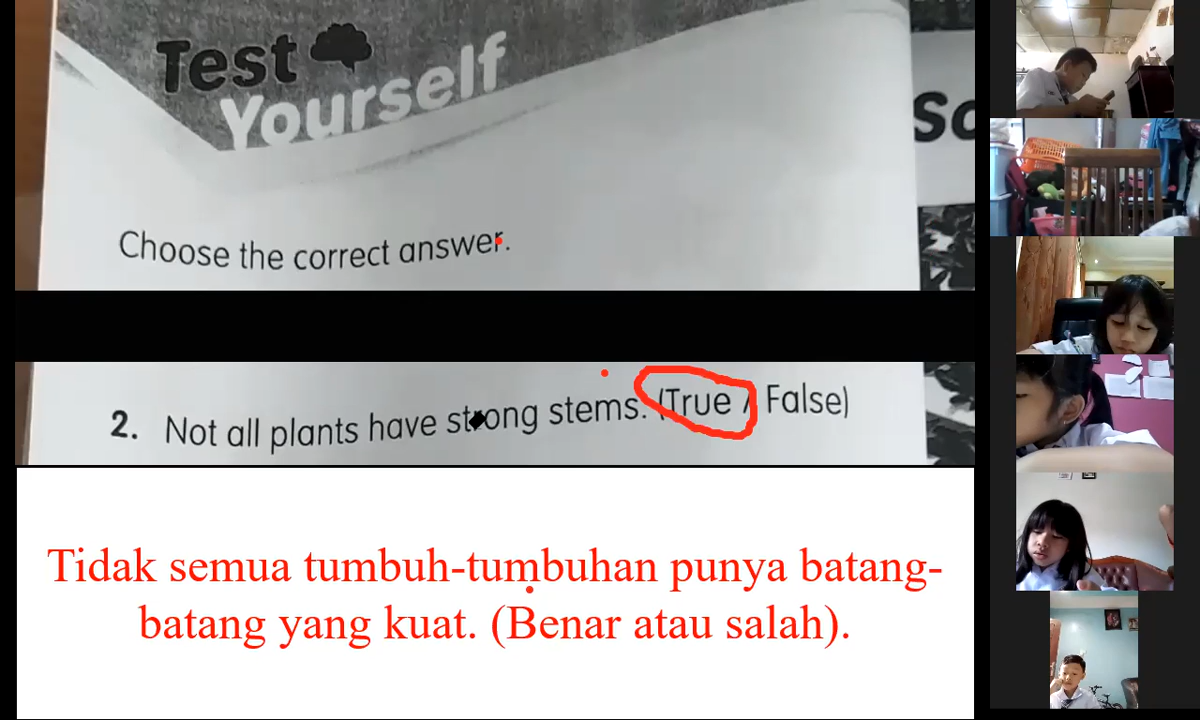 Test
Yourself
Choose the correct answer.
2. Not all plants have strong stems. (True / False)
Tidak semua tumbuh-tumbuhan punya batang-
batang yang kuat. (Benar atau salah).